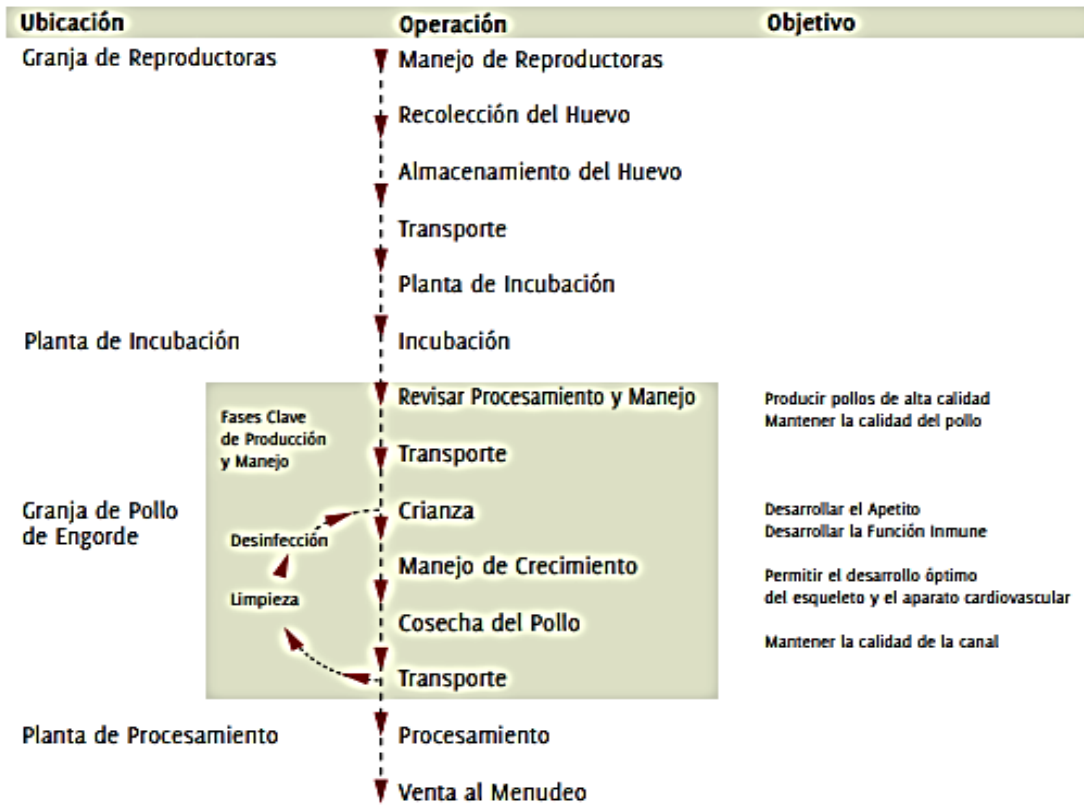 Ubicación Operación Objetivo
Granja de Reproductoras Manejo de Reproductoras
Recolección del Huevo
Almacenamiento del Huevo
Transporte
Planta de Incubación
Planta de Incubación Incubación
Revisar Procesamiento y Manejo Producir pollos de alta calidad
Mantener la calidad del pollo
Fases Clave
de Producción
y Manejo
Transporte
Granja de Pollo
de Engorde
Crianza Desarrollar el Apetito
Desarrollar la Función Inmune
Desinfección
Manejo de Crecimiento Permitir el desarrollo óptimo
del esqueleto y el aparato cardiovascular
Limpieza
Cosecha del Pollo Mantener la calidad de la canal
Transporte
Planta de Procesamiento Procesamiento
Venta al Menudeo